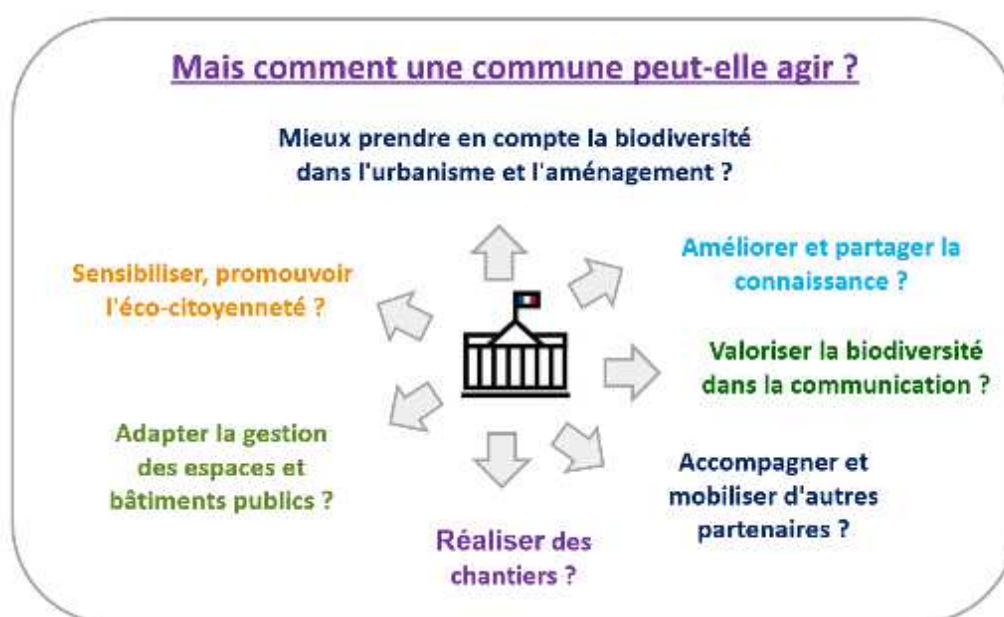 Mais comment une commune peut-elle agir ?
Mieux prendre en compte la biodiversité
dans l'urbanisme et l'aménagement ?
Améliorer et partager la
connaissance ?
Sensibiliser, promouvoir
l'éco-citoyenneté ?
Valoriser la biodiversité
dans la communication ?
Adapter la gestion
des espaces et
bâtiments publics ?
Accompagner et
mobiliser d'autres
partenaires ?
Réaliser des
chantiers ?